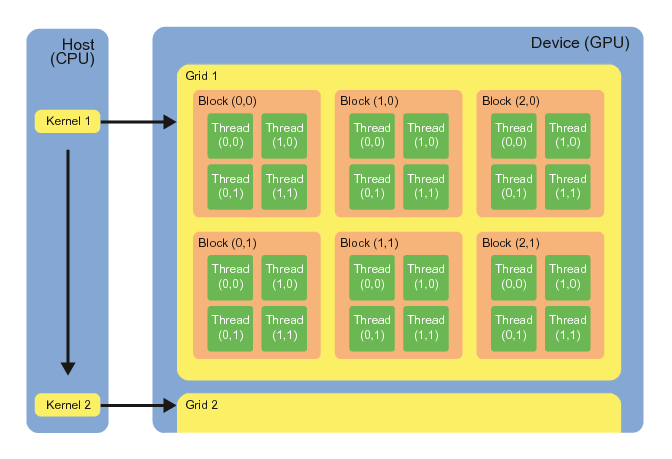 Host
(CPU)
Device (GPU)
Grid 1
Kernel 1
Block (0,0)
Thread
(0,0)
Thread
(1,0)
Thread
(0,1)
Thread
(1,1)
Block (1,0)
Thread
(0,0)
Thread
(1,0)
Thread
(0,1)
Thread
(1,1)
Block (2,0)
Thread
(0,0)
Thread
(1,0)
Thread
(0,1)
Thread
(1,1)
Block (0,1)
Thread
(0,0)
Thread
(1,0)
Thread
(0,1)
Thread
(1,1)
Block (1,1)
Thread
(0,0)
Thread
(1,0)
Thread
(0,1)
Thread
(1,1)
Block (2,1)
Thread
(0,0)
Thread
(1,0)
Thread
(0,1)
Thread
(1,1)
Kernel 2
Grid 2